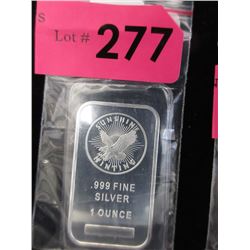 S
Lot # 277
SUNSHINE
MINTING
.999 FINE
SILVER
1 OUNCE